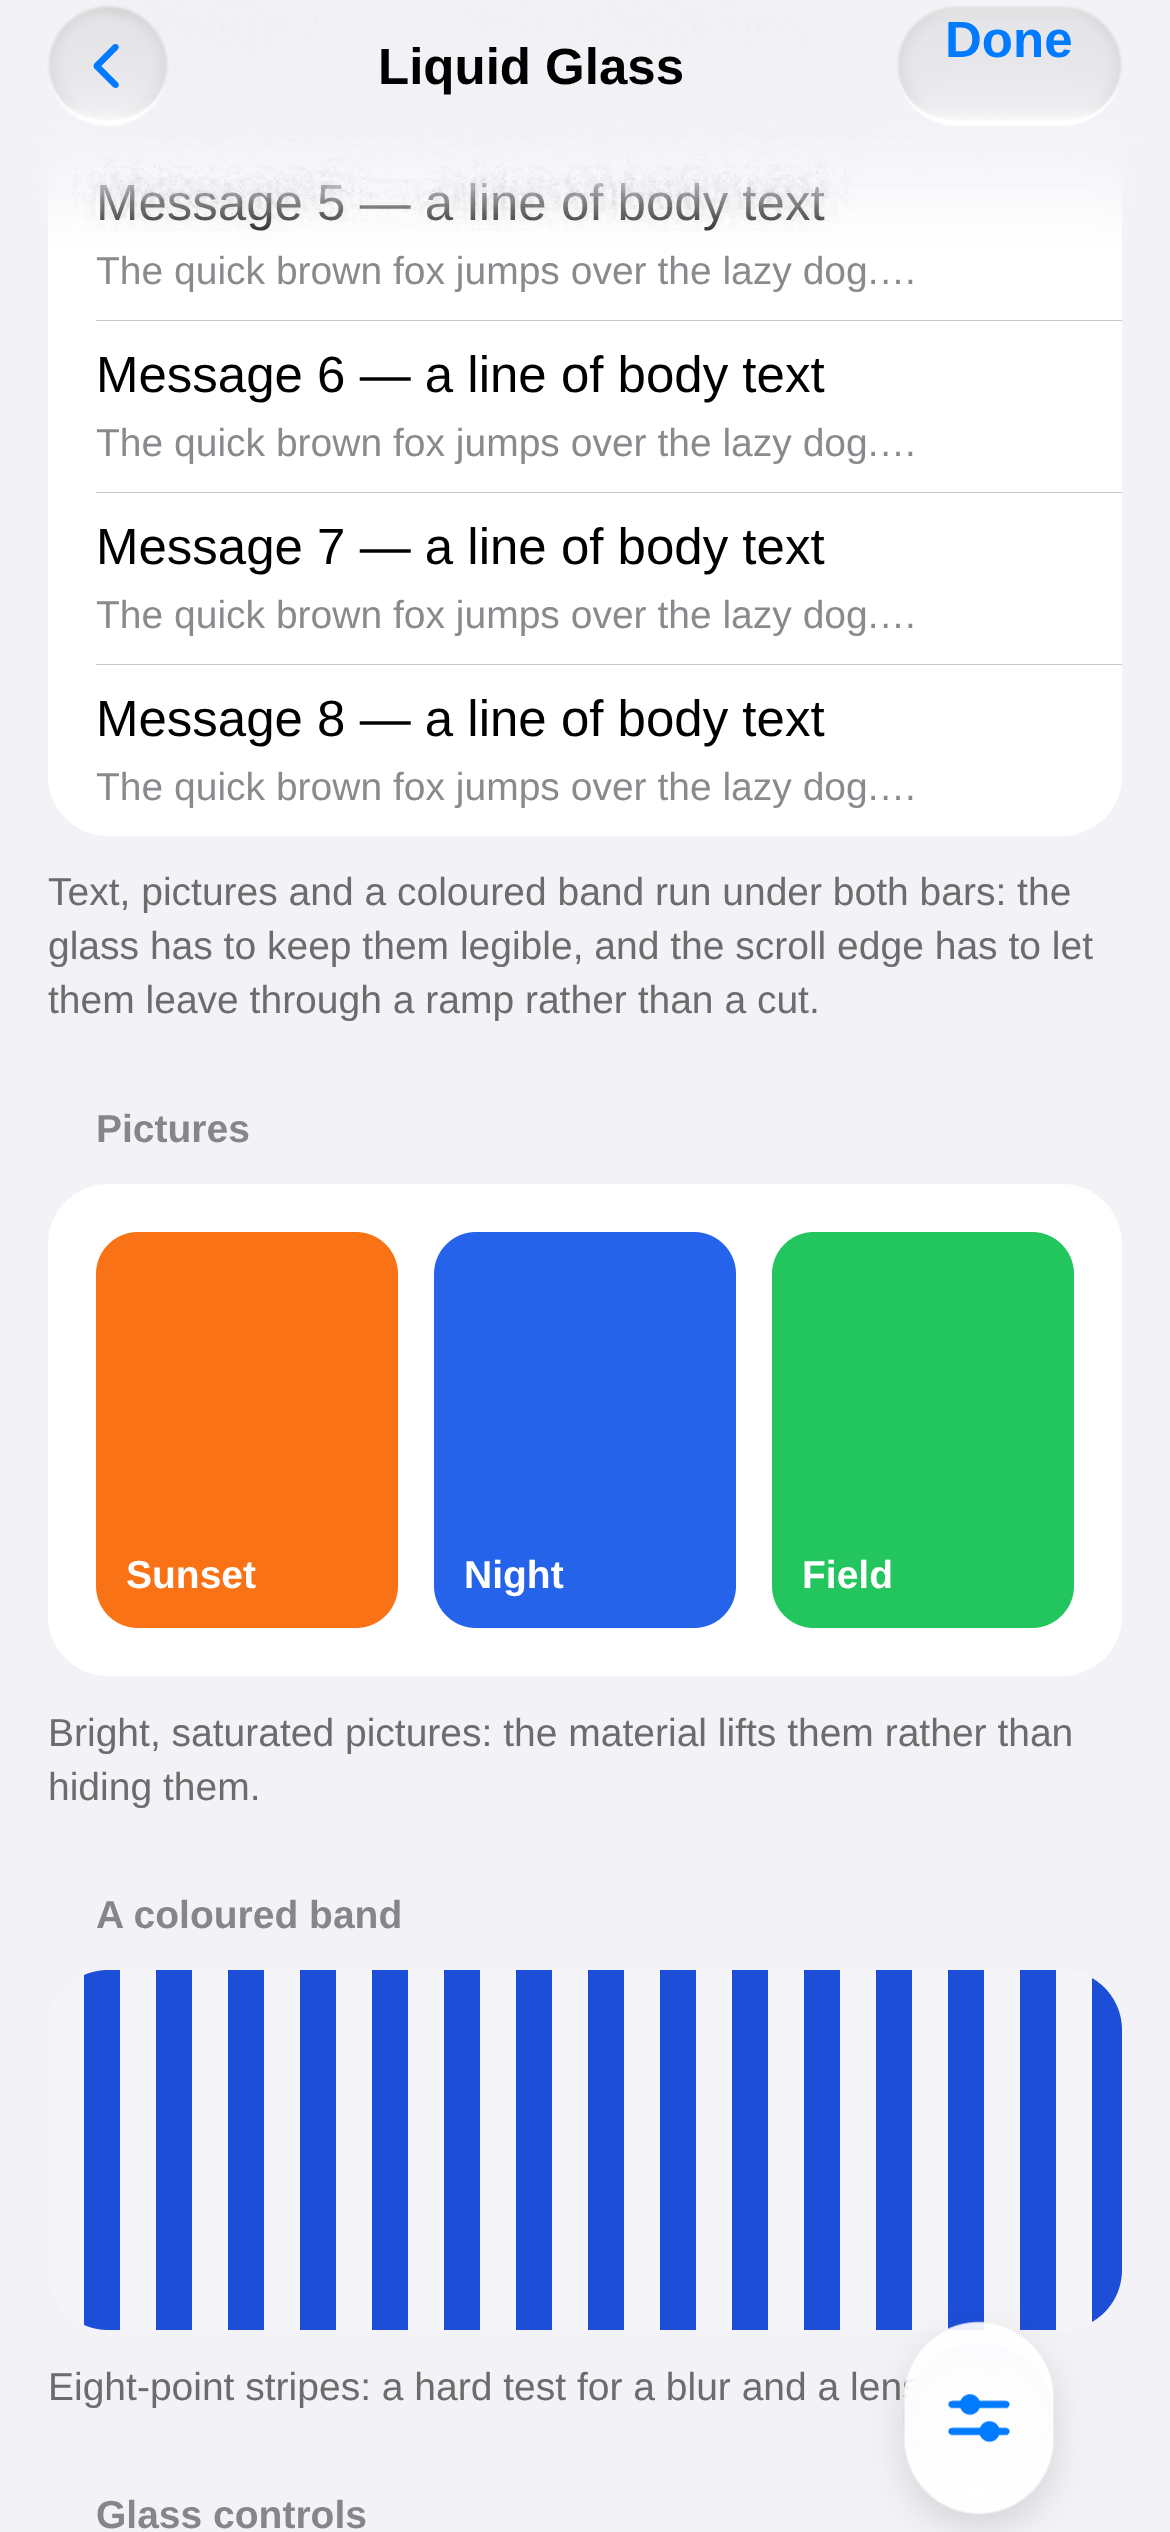 Liquid Glass
Done
Message 5 — a line of body text
The quick brown fox jumps over the lazy dog....
Message 6 — a line of body text
The quick brown fox jumps over the lazy dog....
Message 7 — a line of body text
The quick brown fox jumps over the lazy dog....
Message 8 — a line of body text
The quick brown fox jumps over the lazy dog....
Text, pictures and a coloured band run under both bars: the
glass has to keep them legible, and the scroll edge has to let
them leave through a ramp rather than a cut.
Pictures
Sunset
Night
Field
Bright, saturated pictures: the material lifts them rather than
hiding them.
A coloured band
Eight-point stripes: a hard test for a blur and a lens
Glass controls